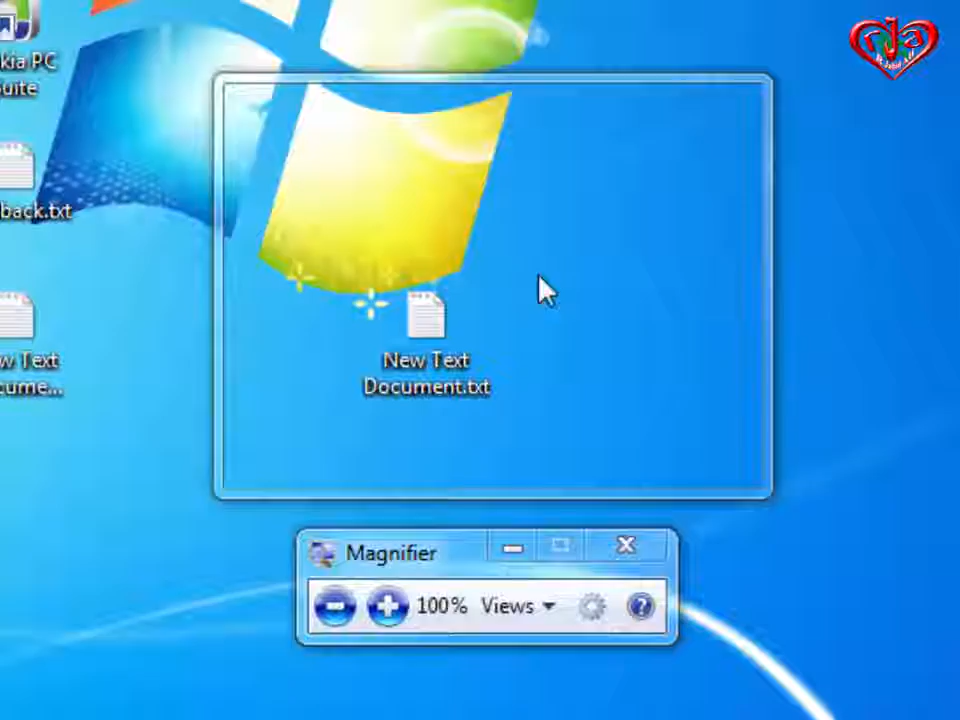 kia PC
uite
back.txt
w Text
cume...
New Text
Document.txt
Magnifier
100% Views